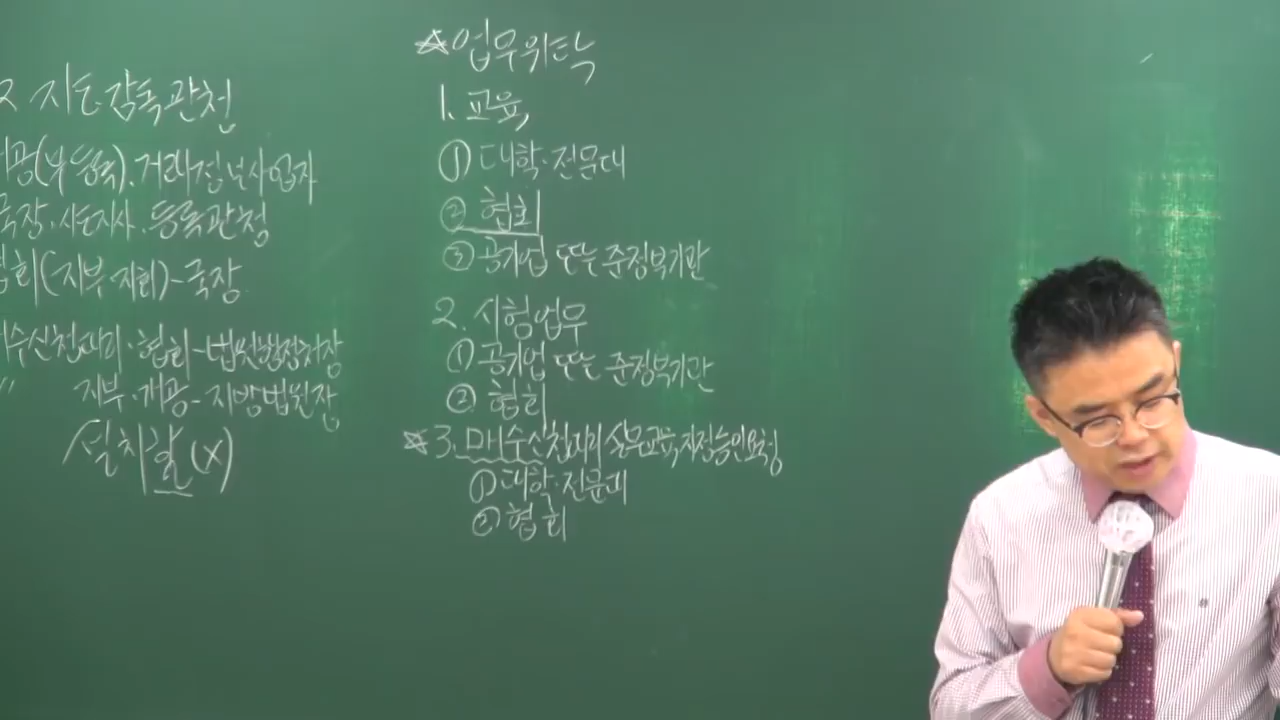 지도·감독관청
개공(부동산). 거래정보사업자
국장·시도지사·등록관청
협회(지부·지회)-국장
매수신청대리·협회-법원행정처장
〃 지부·개공-지방법원장
설치할(x)
☆업무위탁
1. 교육,
① 대학·전문대
② 협회
③ 공기업 또는 준정부기관
2. 시험업무
① 공기업 또는 준정부기관
② 협회
☆3. 매수신청대리 실무교육 지정승인요청
① 대학·전문대
② 협회